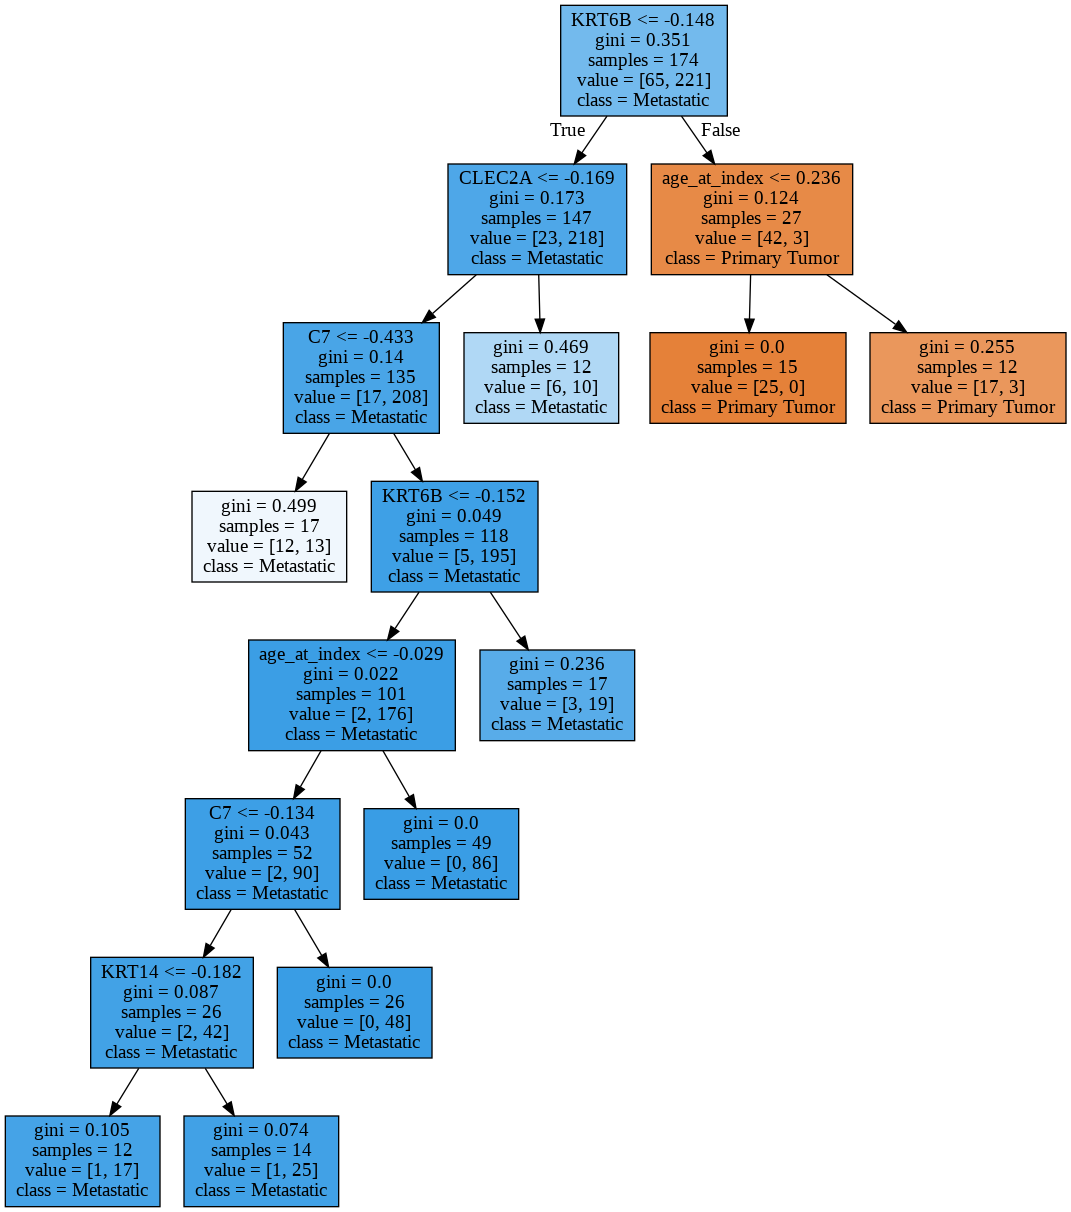 KRT6B <= -0.148
gini = 0.351
samples = 174
value = [65, 221]
class = Metastatic
True
False
CLEC2A <= -0.169
gini = 0.173
samples = 147
value = [23, 218]
class = Metastatic
age_at_index <= 0.236
gini = 0.124
samples = 27
value = [42, 3]
class = Primary Tumor
C7 <= -0.433
gini = 0.14
samples = 135
value = [17, 208]
class = Metastatic
gini = 0.469
samples = 12
value = [6, 10]
class = Metastatic
gini = 0.0
samples = 15
value = [25, 0]
class = Primary Tumor
gini = 0.255
samples = 12
value = [17, 3]
class = Primary Tumor
gini = 0.499
samples = 17
value = [12, 13]
class = Metastatic
KRT6B <= -0.152
gini = 0.049
samples = 118
value = [5, 195]
class = Metastatic
age_at_index <= -0.029
gini = 0.022
samples = 101
value = [2, 176]
class = Metastatic
gini = 0.236
samples = 17
value = [3, 19]
class = Metastatic
C7 <= -0.134
gini = 0.043
samples = 52
value = [2, 90]
class = Metastatic
gini = 0.0
samples = 49
value = [0, 86]
class = Metastatic
KRT14 <= -0.182
gini = 0.087
samples = 26
value = [2, 42]
class = Metastatic
gini = 0.0
samples = 26
value = [0, 48]
class = Metastatic
gini = 0.105
samples = 12
value = [1, 17]
class = Metastatic
gini = 0.074
samples = 14
value = [1, 25]
class = Metastatic